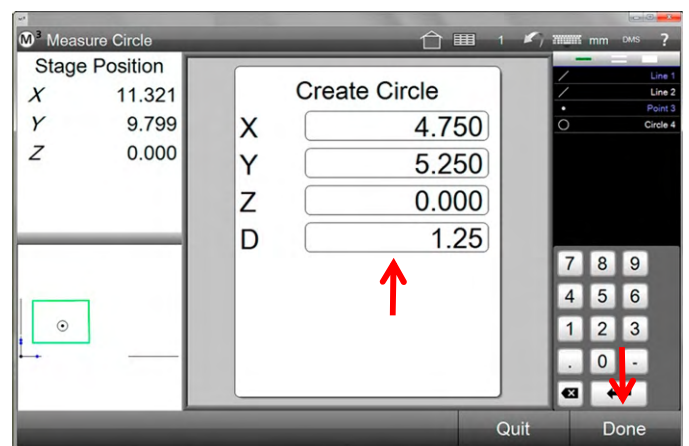 M³ Measure Circle
1
mm
DMS
?
Stage Position
X 11.321
Y 9.799
Z 0.000
Create Circle
X 4.750
Y 5.250
Z 0.000
D 1.25
Line 1
Line 2
Point 3
Circle 4
7 8 9
4 5 6
1 2 3
. 0 -
Quit
Done